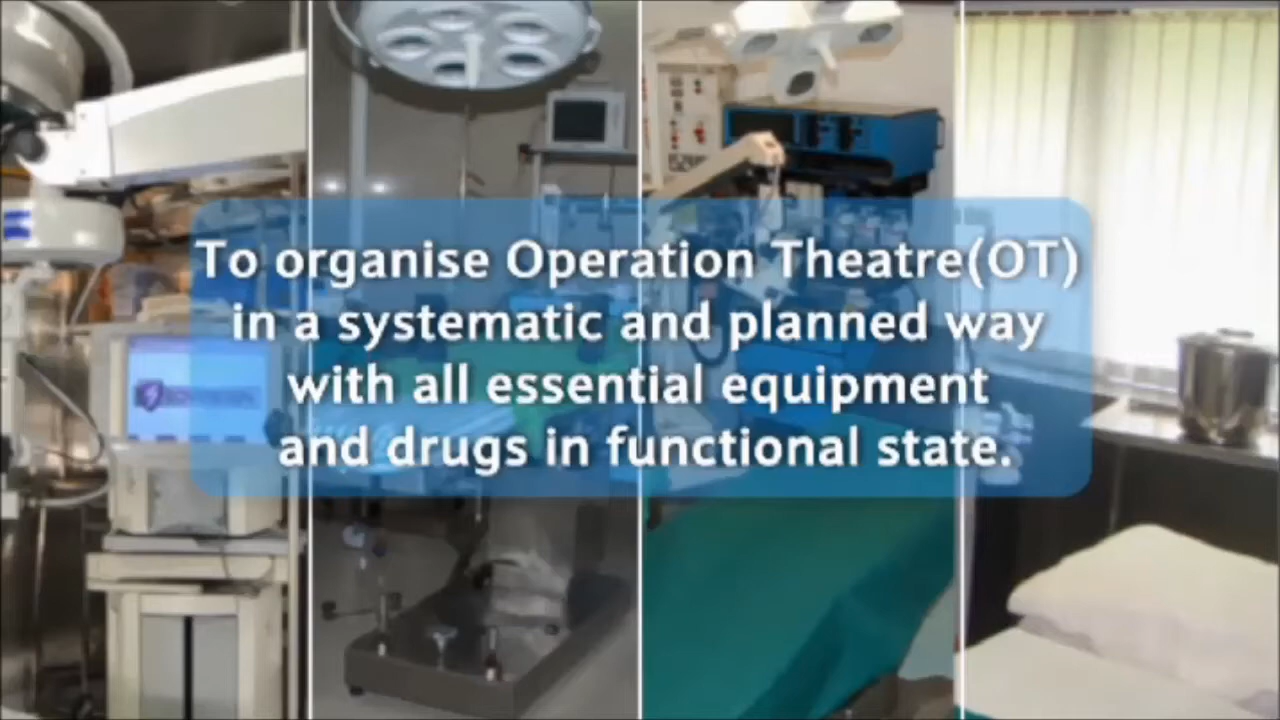 To organise Operation Theatre(OT)
in a systematic and planned way
with all essential equipment
and drugs in functional state.